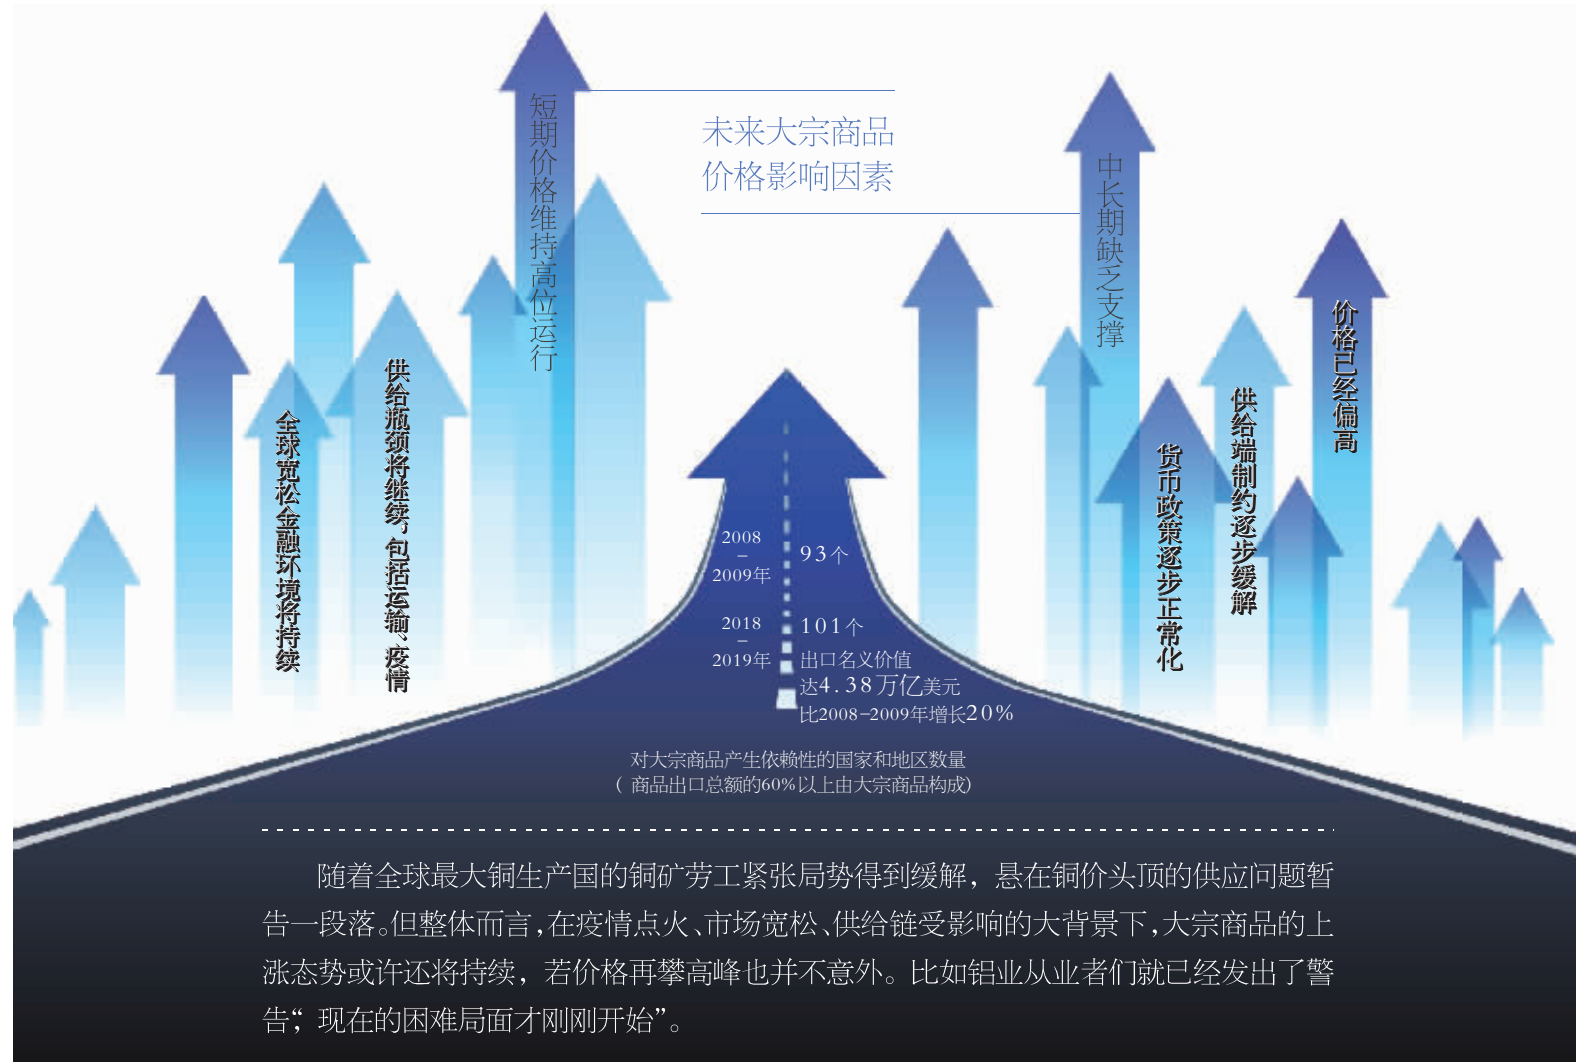 未来大宗商品
价格影响因素
短期价格维持高位运行
全球宽松金融环境将持续
供给瓶颈将继续，包括运输、疫情
中长期缺乏支撑
货币政策逐步正常化
供给端制约逐步缓解
价格已经偏高
2008
–
2009年
93个
2018
–
2019年
101个
出口名义价值
达4.38万亿美元
比2008–2009年增长20%
对大宗商品产生依赖性的国家和地区数量
( 商品出口总额的60%以上由大宗商品构成)
随着全球最大铜生产国的铜矿劳工紧张局势得到缓解，悬在铜价头顶的供应问题暂
告一段落。但整体而言，在疫情点火、市场宽松、供给链受影响的大背景下，大宗商品的上
涨态势或许还将持续，若价格再攀高峰也并不意外。比如铝业从业者们就已经发出了警
告“，现在的困难局面才刚刚开始”。